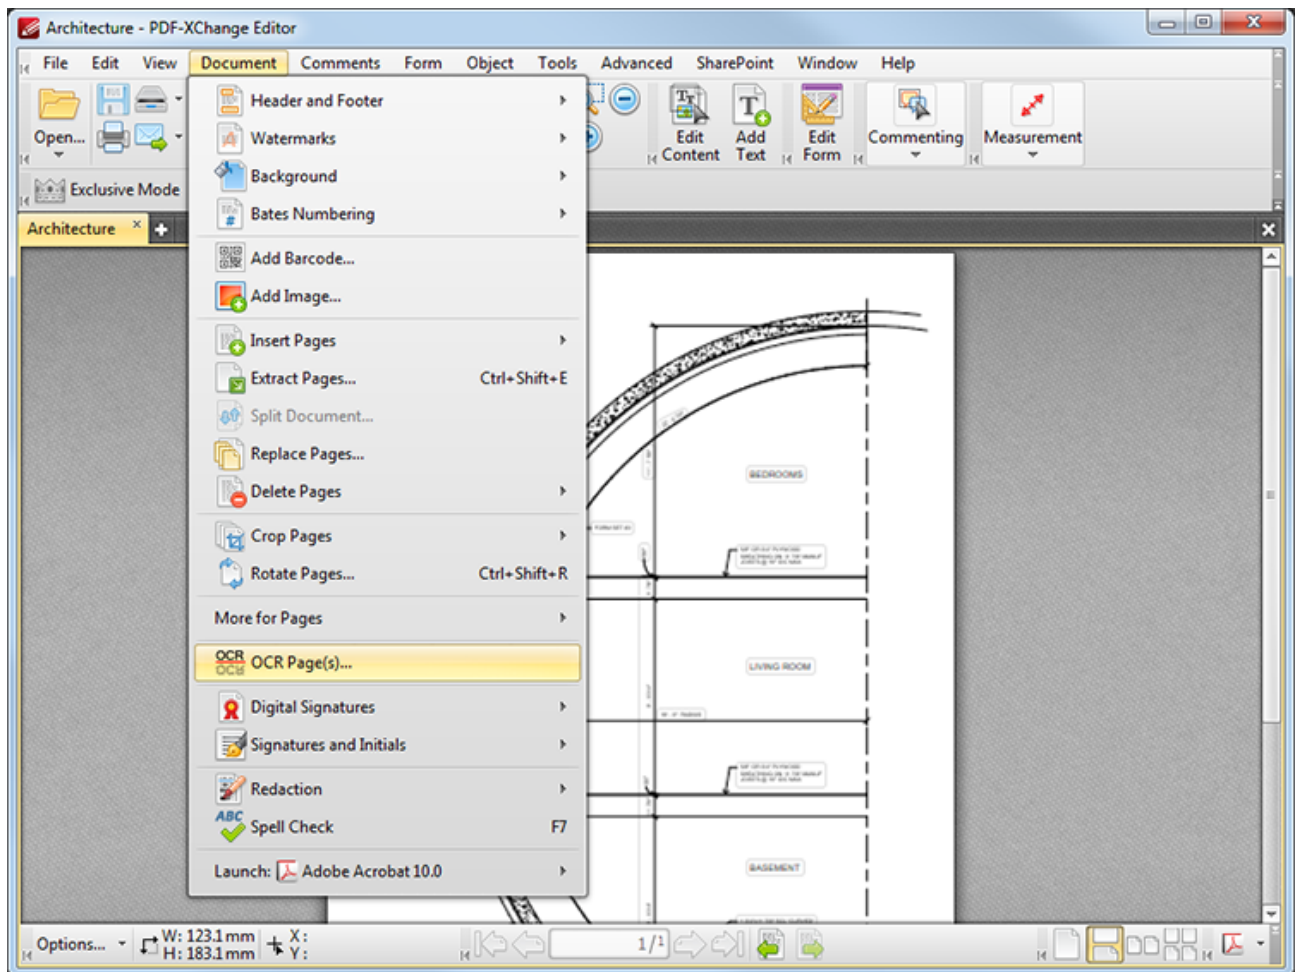 Architecture - PDF-XChange Editor
File Edit View Document Comments Form Object Tools Advanced SharePoint Window Help
Open...
Edit Content
Add Text
Edit Form
Commenting
Measurement
Exclusive Mode
Architecture
Header and Footer
Watermarks
Background
Bates Numbering
Add Barcode...
Add Image...
Insert Pages
Extract Pages... Ctrl+Shift+E
Split Document...
Replace Pages...
Delete Pages
Crop Pages
Rotate Pages... Ctrl+Shift+R
More for Pages
OCR OCR Page(s)...
Digital Signatures
Signatures and Initials
Redaction
ABC Spell Check F7
Launch: Adobe Acrobat 10.0
BEDROOMS
LIVING ROOM
BASEMENT
Options...
W: 123.1 mm
H: 183.1 mm
X:
Y:
1/1